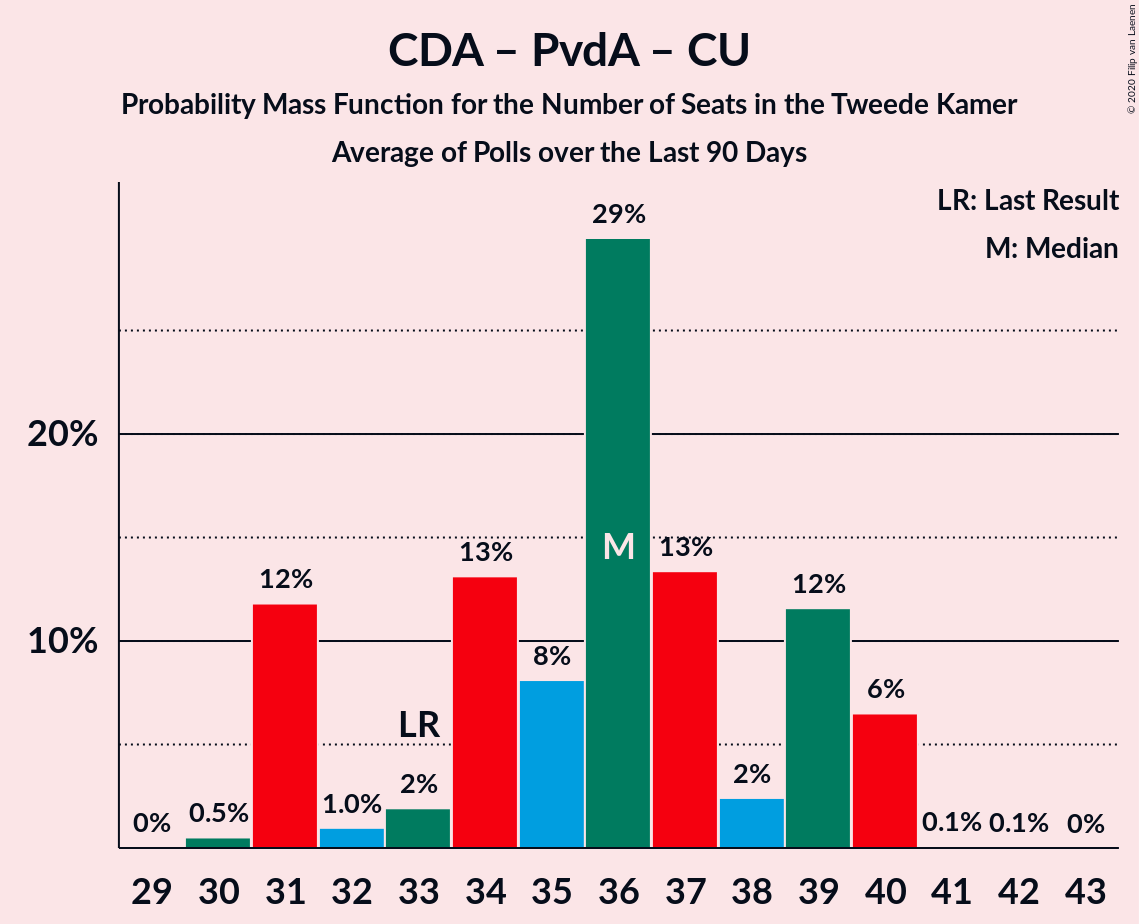 CDA – PvdA – CU
Probability Mass Function for the Number of Seats in the Tweede Kamer
Average of Polls over the Last 90 Days
© 2020 Filip van Laenen
LR: Last Result
M: Median
20%
10%
0%
0.5%
12%
1.0%
LR
2%
13%
8%
29%
M
13%
2%
12%
6%
0.1%
0.1%
0%
29 30 31 32 33 34 35 36 37 38 39 40 41 42 43